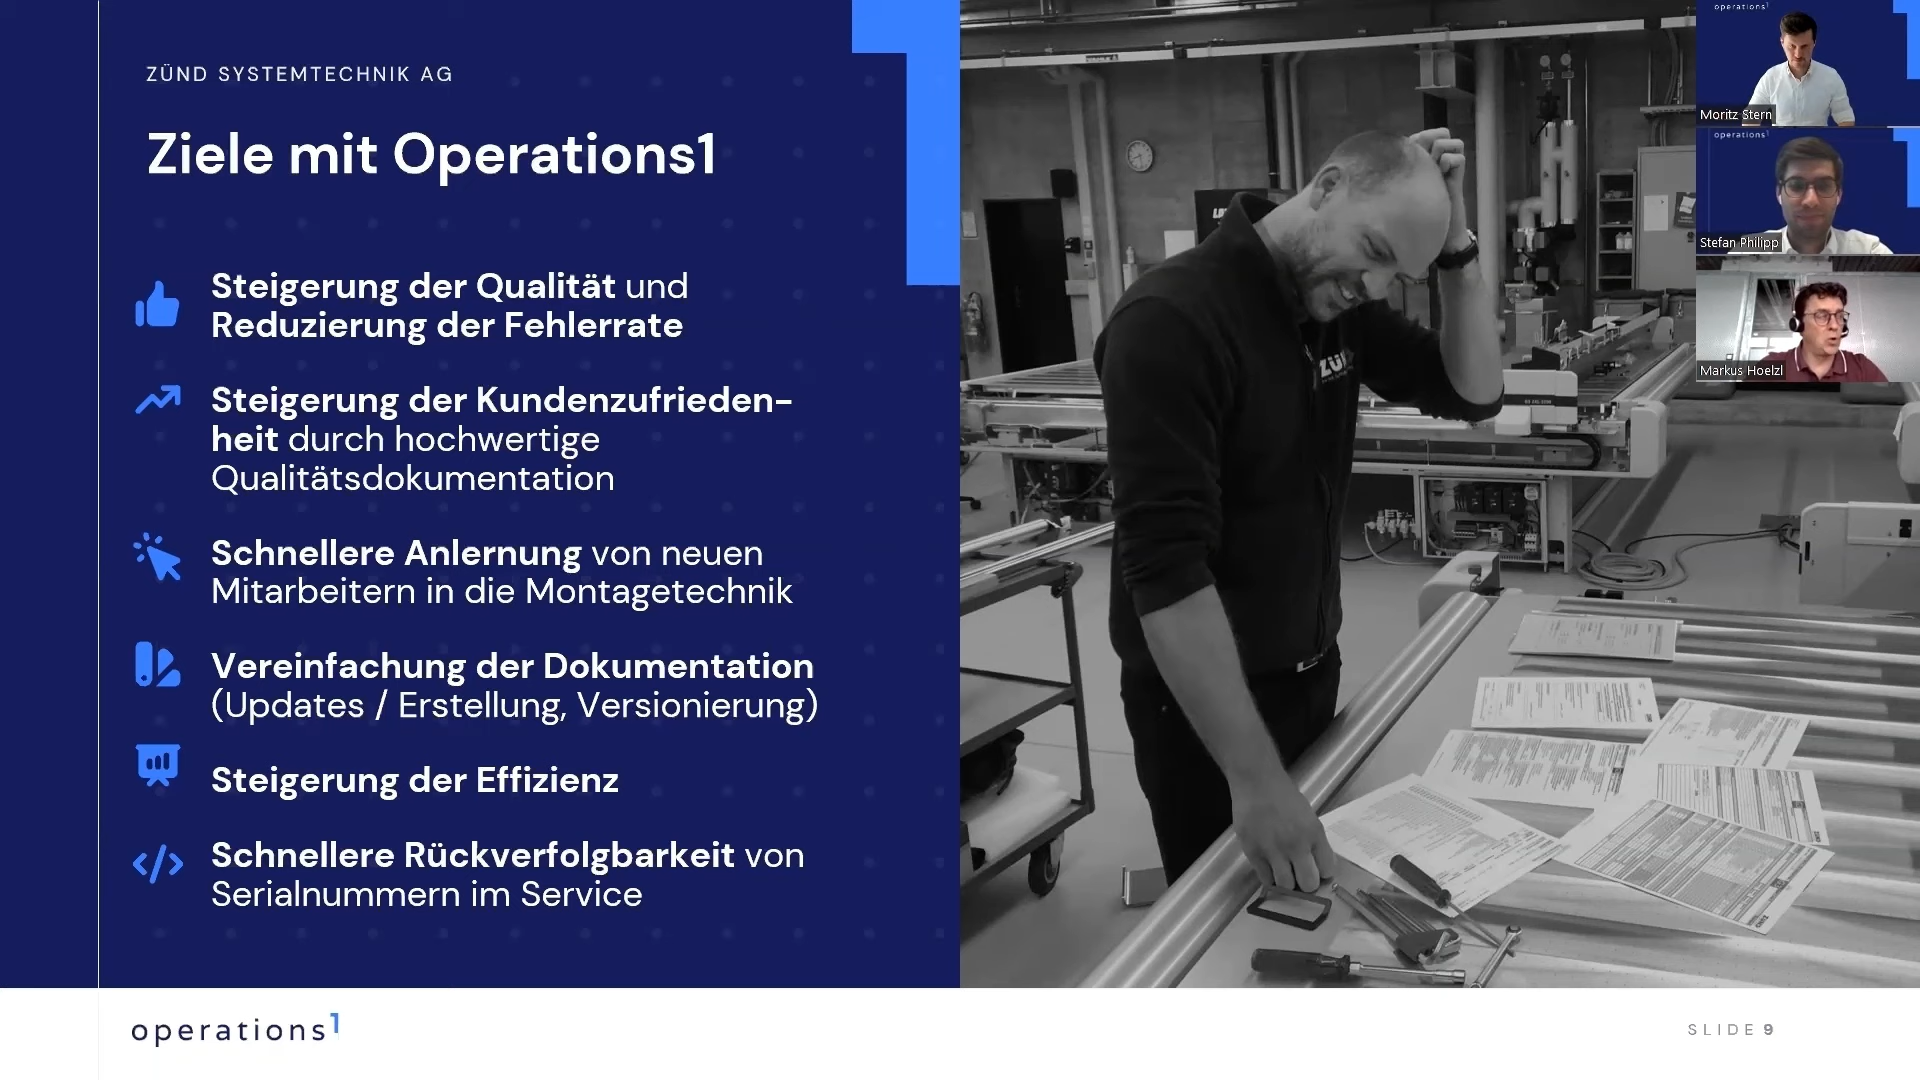 ZÜND SYSTEMTECHNIK AG
Ziele mit Operations1
Steigerung der Qualität und
Reduzierung der Fehlerrate
Steigerung der Kundenzufrieden-
heit durch hochwertige
Qualitätsdokumentation
Schnellere Anlernung von neuen
Mitarbeitern in die Montagetechnik
Vereinfachung der Dokumentation
(Updates / Erstellung, Versionierung)
Steigerung der Effizienz
Schnellere Rückverfolgbarkeit von
Serialnummern im Service
operations1
SLIDE 9
operations1
Moritz Stern
operations1
Stefan Philipp
Markus Hoelzl